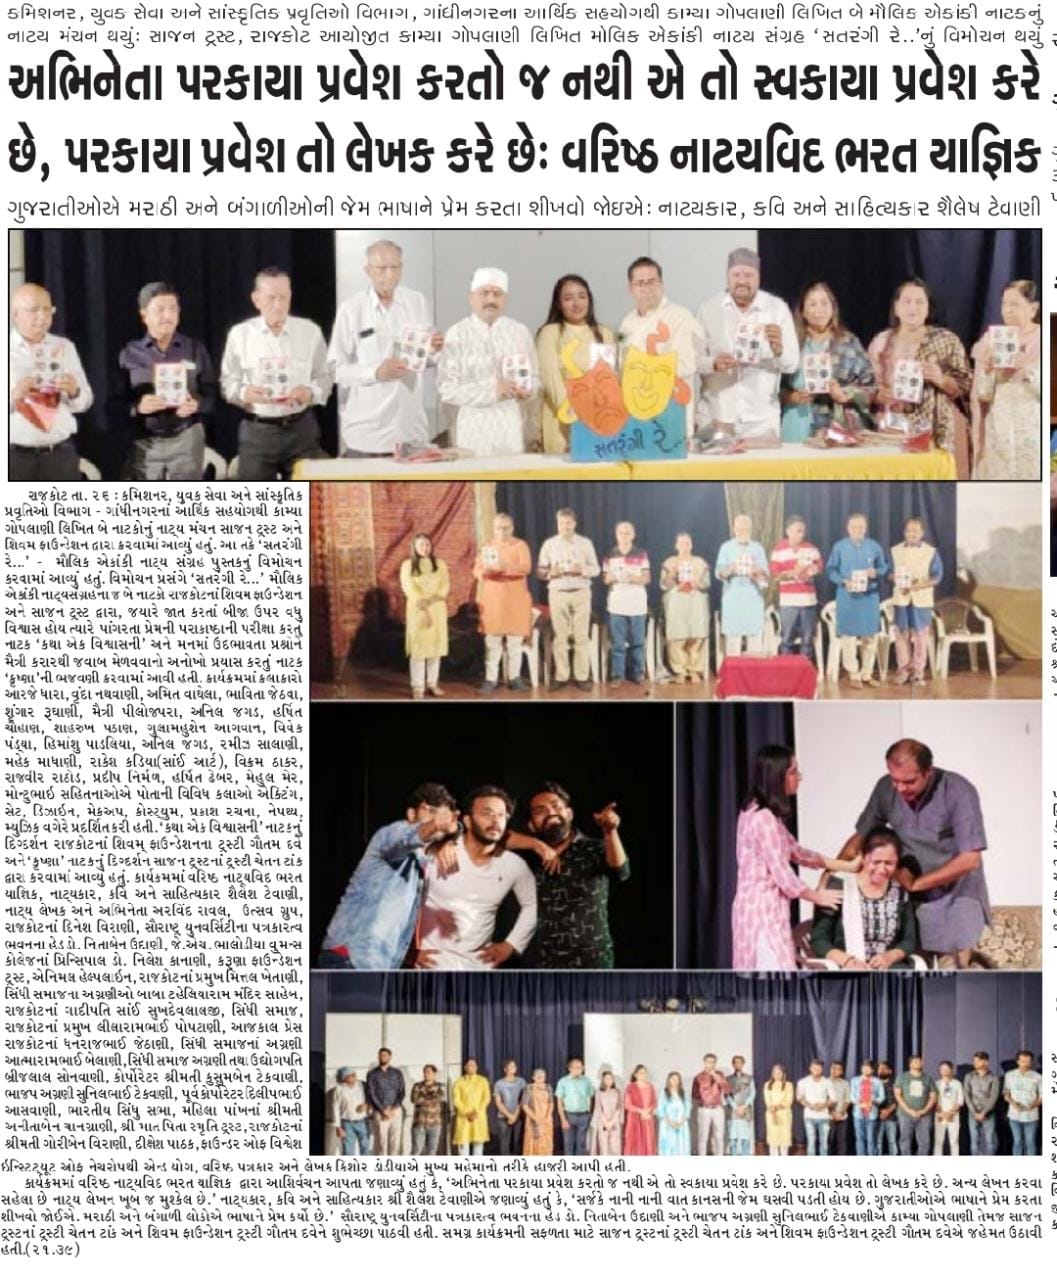 કમિશનર, યુવક સેવા અને સાંસ્કૃતિક પ્રવૃતિઓ વિભાગ, ગાંધીનગરના આર્થિક સહયોગથી કામ્યા ગોપલાણી લિખિત બે મૌલિક એકાંકી નાટકનું
નાટય મંચન થયુંઃ સાજન ટ્રસ્ટ, રાજકોટ આયોજીત કામ્યા ગોપલાણી લિખિત મૌલિક એકાંકી નાટય સંગ્રહ ‘સતરંગી રે..’નું વિમોચન થયું
અભિનેતા પરકાયા પ્રવેશ કરતો જ નથી એ તો સ્વકાયા પ્રવેશ કરે
છે, પરકાયા પ્રવેશ તો લેખક કરે છેઃ વરિષ્ઠ નાટયવિદ ભરત યાજ્ઞિક
ગુજરાતીઓએ મરાઠી અને બંગાળીઓની જેમ ભાષાને પ્રેમ કરતા શીખવો જોઇએઃ નાટયકાર, કવિ અને સાહિત્યકાર શૈલેષ ટેવાણી
સતરંગી રે...
રાજકોટ તા. ૨૬ : કમિશનર, યુવક સેવા અને સાંસ્કૃતિક
પ્રવૃતિઓ વિભાગ - ગાંધીનગરનાં આર્થિક સહયોગથી કામ્યા
ગોપલાણી લિખિત બે નાટકોનું નાટ્ય મંચન સાજન ટ્રસ્ટ અને
શિવમ ફાઉન્ડેશન દ્વારા કરવામાં આવ્યું હતું. આ તકે ‘સતરંગી
રે...’ - મૌલિક એકાંકી નાટ્ય સંગ્રહ પુસ્તકનું વિમોચન
કરવામાં આવ્યું હતું. વિમોચન પ્રસંગે ‘સતરંગી રે...’ મૌલિક
એકાંકી નાટ્યસંગ્રહના જ બે નાટકો રાજકોટનાં શિવમ ફાઉન્ડેશન
અને સાજન ટ્રસ્ટ દ્વારા, જયારે જાત કરતાં બીજા ઉપર વધુ
વિશ્વાસ હોય ત્યારે પાંગરતા પ્રેમની પરાકાષ્ઠાની પરીક્ષા કરતું
નાટક ‘કથા એક વિશ્વાસની’ અને મનમાં ઉદભાવતા પ્રશ્નોને
મૈત્રી કરારથી જવાબ મેળવવાનો અનોખો પ્રયાસ કરતું નાટક
‘કૃષ્ણા’ની ભજવણી કરવામાં આવી હતી. કાર્યક્રમમાં કલાકારો
આરજે ધારા, વૃંદા નથવાણી, અમિત વાઘેલા, ભાવિતા જેઠવા,
શૃંગાર રૂઘાણી, મૈત્રી પીલોજપરા, અનિલ જગડ, હર્ષિત
ચૌહાણ, શાહરુખ પઠાણ, ગુલામહુશેન આગવાન, વિવેક
પંડ્યા, હિમાંશુ પાડલિયા, અનિલ જગડ, રમીઝ સાલાણી,
મહેક માધાણી, રાકેશ કડિયા(સાંઈ આર્ટ), વિક્રમ ઠાકર,
રાજવીર રાઠોડ, પ્રદીપ નિર્મળ, હર્ષિત ઢેબર, મેહુલ મેર,
મોન્ટુભાઈ સહિતનાઓએ પોતાની વિવિધ કલાઓ એક્ટિંગ,
સેટ, ડિઝાઇન, મેકઅપ, કોસ્ટયુમ, પ્રકાશ રચના, નેપથ્ય,
મ્યુઝિક વગેરે પ્રદર્શિત કરી હતી. ‘કથા એક વિશ્વાસની’ નાટકનું
દિગ્દર્શન રાજકોટનાં શિવમ્ ફાઉન્ડેશનના ટ્રસ્ટી ગૌતમ દવે
અને ‘કૃષ્ણા’ નાટકનું દિગ્દર્શન સાજન ટ્રસ્ટનાં ટ્રસ્ટી ચેતન ટાંક
દ્વારા કરવામાં આવ્યું હતું. કાર્યક્રમમાં વરિષ્ઠ નાટ્યવિદ ભરત
યાજ્ઞિક, નાટ્યકાર, કવિ અને સાહિત્યકાર શૈલેશ ટેવાણી,
નાટ્ય લેખક અને અભિનેતા અરવિંદ રાવલ, ઉત્સવ ગ્રુપ,
રાજકોટનાં દિનેશ વિરાણી, સૌરાષ્ટ્ર યુનવર્સિટીના પત્રકારત્વ
ભવનના હેડ ડો. નિતાબેન ઉદાણી, જે.એચ. ભાલોડીયા વુમન્સ
કોલેજનાં પ્રિન્સિપાલ ડો. નિલેશ કાનાણી, કરૂણા ફાઉન્ડેશન
ટ્રસ્ટ, એનિમલ હેલ્પલાઇન, રાજકોટનાં પ્રમુખ મિત્તલ ખેતાણી,
સિંધી સમાજના અગ્રણીઓ બાબા ટહેલિયારામ મંદિર સાહેબ,
રાજકોટનાં ગાદીપતિ સાંઈ સુખદેવલાલજી, સિંધી સમાજ,
રાજકોટનાં પ્રમુખ લીલારામભાઈ પોપટાણી, આજકાલ પ્રેસ
રાજકોટનાં ધનરાજભાઈ જેઠાણી, સિંધી સમાજનાં અગ્રણી
આત્મારામભાઈ બેલાણી, સિંધી સમાજ અગ્રણી તથા ઉદ્યોગપતિ
બ્રીજલાલ સોનવાણી, કોર્પોરેટર શ્રીમતી કુસુમબેન ટેકવાણી,
ભાજપ અગ્રણી સુનિલભાઈ ટેકવાણી, પૂર્વ કોર્પોરેટર દિલીપભાઈ
આસવાણી, ભારતીય સિંધુ સભા, મહિલા પાંખનાં શ્રીમતી
અનીતાબેન ચાનગ્રાણી, શ્રી માત પિતા સ્મૃતિ ટ્રસ્ટ, રાજકોટનાં
શ્રીમતી ગોરીબેન વિરાણી, દીક્ષેશ પાઠક, ફાઉન્ડર ઓફ વિશ્વેશ
ઇન્સ્ટિટ્યૂટ ઓફ નેચરોપથી એન્ડ યોગ, વરિષ્ઠ પત્રકાર અને લેખક કિશોર ડોડીયાએ મુખ્ય મહેમાનો તરીકે હાજરી આપી હતી.
કાર્યક્રમમાં વરિષ્ઠ નાટ્યવિદ ભરત યાજ્ઞિક દ્વારા આશિર્વચન આપતા જણાવ્યું હતું કે, ‘અભિનેતા પરકાયા પ્રવેશ કરતો જ નથી એ તો સ્વકાયા પ્રવેશ કરે છે. પરકાયા પ્રવેશ તો લેખક કરે છે. અન્ય લેખન કરવા
સહેલા છે નાટ્ય લેખન ખૂબ જ મુશ્કેલ છે.’ નાટ્યકાર, કવિ અને સાહિત્યકાર શ્રી શૈલેશ ટેવાણીએ જણાવ્યું હતું કે, ‘સર્જકે નાની નાની વાત કાનસની જેમ ઘસવી પડતી હોય છે. ગુજરાતીઓએ ભાષાને પ્રેમ કરતા
શીખવો જોઈએ. મરાઠી અને બંગાળી લોકોએ ભાષાને પ્રેમ કર્યો છે.’ સૌરાષ્ટ્ર યુનવર્સિટીના પત્રકારત્વ ભવનના હેડ ડો. નિતાબેન ઉદાણી અને ભાજપ અગ્રણી સુનિલભાઈ ટેકવાણીએ કામ્યા ગોપલાણી તેમજ સાજન
ટ્રસ્ટનાં ટ્રસ્ટી ચેતન ટાંક અને શિવમ ફાઉન્ડેશન ટ્રસ્ટી ગૌતમ દવેને શુભેચ્છા પાઠવી હતી. સમગ્ર કાર્યક્રમની સફળતા માટે સાજન ટ્રસ્ટનાં ટ્રસ્ટી ચેતન ટાંક અને શિવમ ફાઉન્ડેશન ટ્રસ્ટી ગૌતમ દવેએ જહેમત ઉઠાવી
હતી.(૨૧.૩૯)